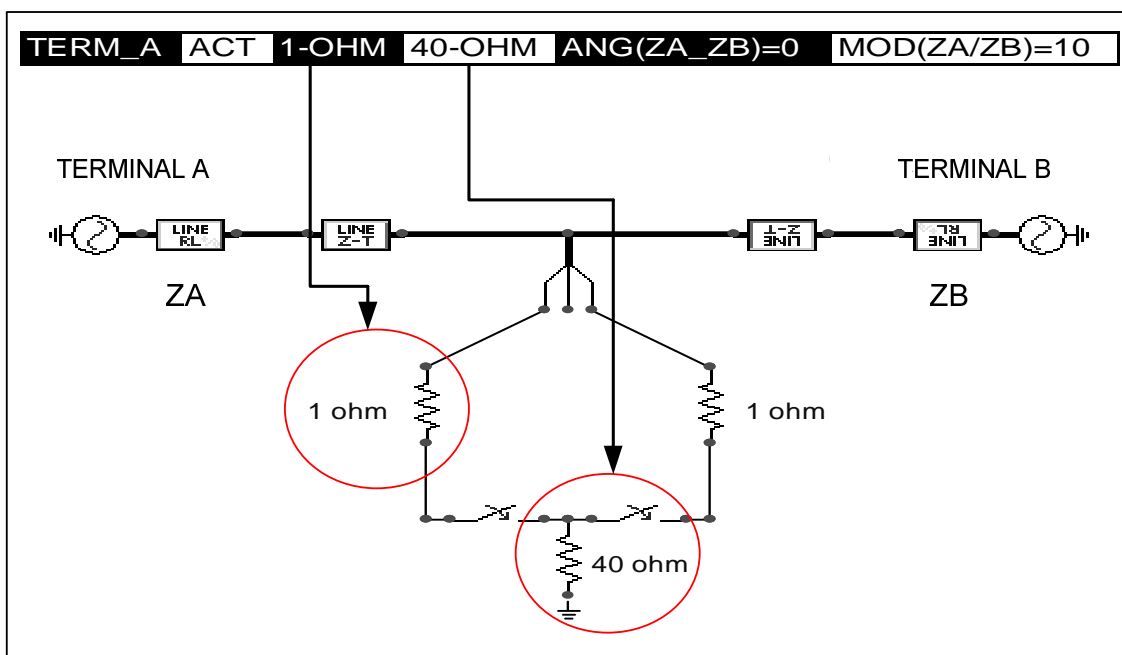 TERM_A ACT 1-OHM 40-OHM ANG(ZA_ZB)=0 MOD(ZA/ZB)=10
TERMINAL A
TERMINAL B
LINE
RL
LINE
Z-T
LINE
Z-T
LINE
RL
ZA
ZB
1 ohm
1 ohm
40 ohm